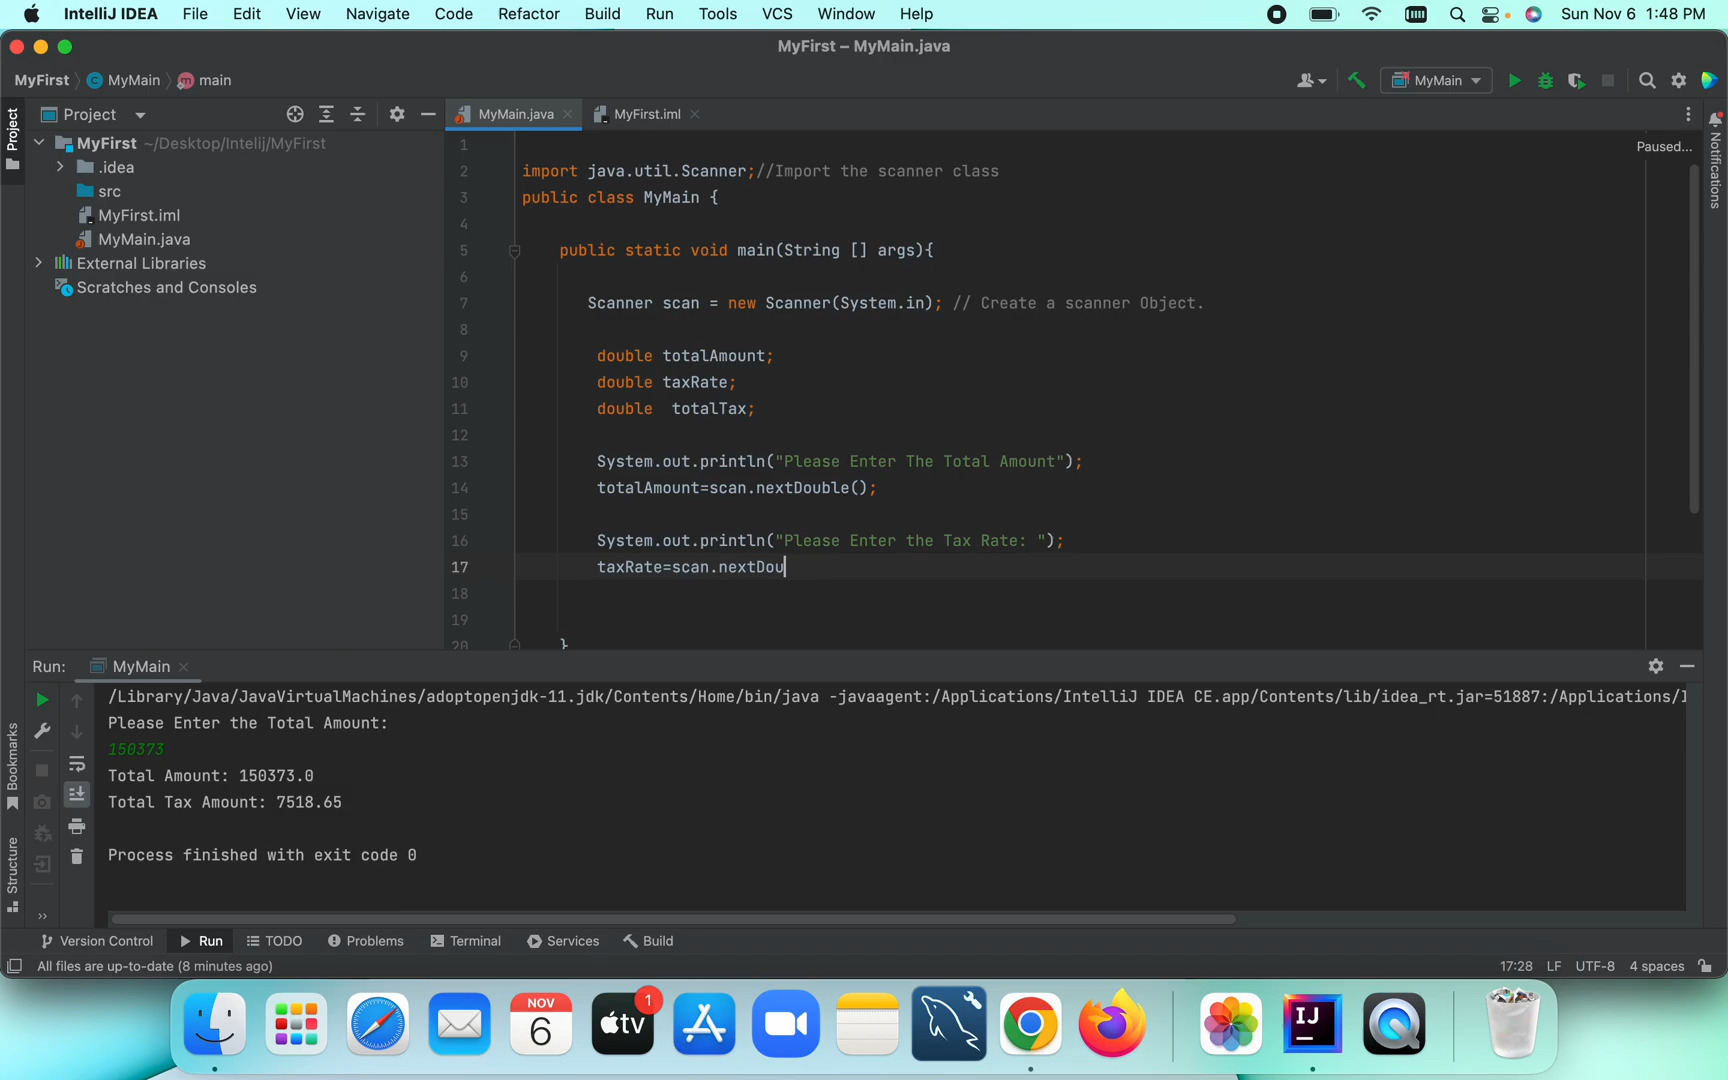 IntelliJ IDEA File Edit View Navigate Code Refactor Build Run Tools VCS Window Help Sun Nov 6 1:48 PM
MyFirst – MyMain.java
MyFirst MyMain main MyMain
Project MyMain.java MyFirst.iml
Project
Notifications
Bookmarks
Structure
MyFirst ~/Desktop/Intelij/MyFirst
.idea
src
MyFirst.iml
MyMain.java
External Libraries
Scratches and Consoles
Paused...
1
2 import java.util.Scanner;//Import the scanner class
3 public class MyMain {
4
5 public static void main(String [] args){
6
7 Scanner scan = new Scanner(System.in); // Create a scanner Object.
8
9 double totalAmount;
10 double taxRate;
11 double  totalTax;
12
13 System.out.println("Please Enter The Total Amount");
14 totalAmount=scan.nextDouble();
15
16 System.out.println("Please Enter the Tax Rate: ");
17 taxRate=scan.nextDou
18
19
20 }
Run: MyMain
/Library/Java/JavaVirtualMachines/adoptopenjdk-11.jdk/Contents/Home/bin/java -javaagent:/Applications/IntelliJ IDEA CE.app/Contents/lib/idea_rt.jar=51887:/Applications/I
Please Enter the Total Amount:
150373
Total Amount: 150373.0
Total Tax Amount: 7518.65
Process finished with exit code 0
Version Control Run TODO Problems Terminal Services Build
All files are up-to-date (8 minutes ago) 17:28 LF UTF-8 4 spaces
NOV
6
tv
1
IJ